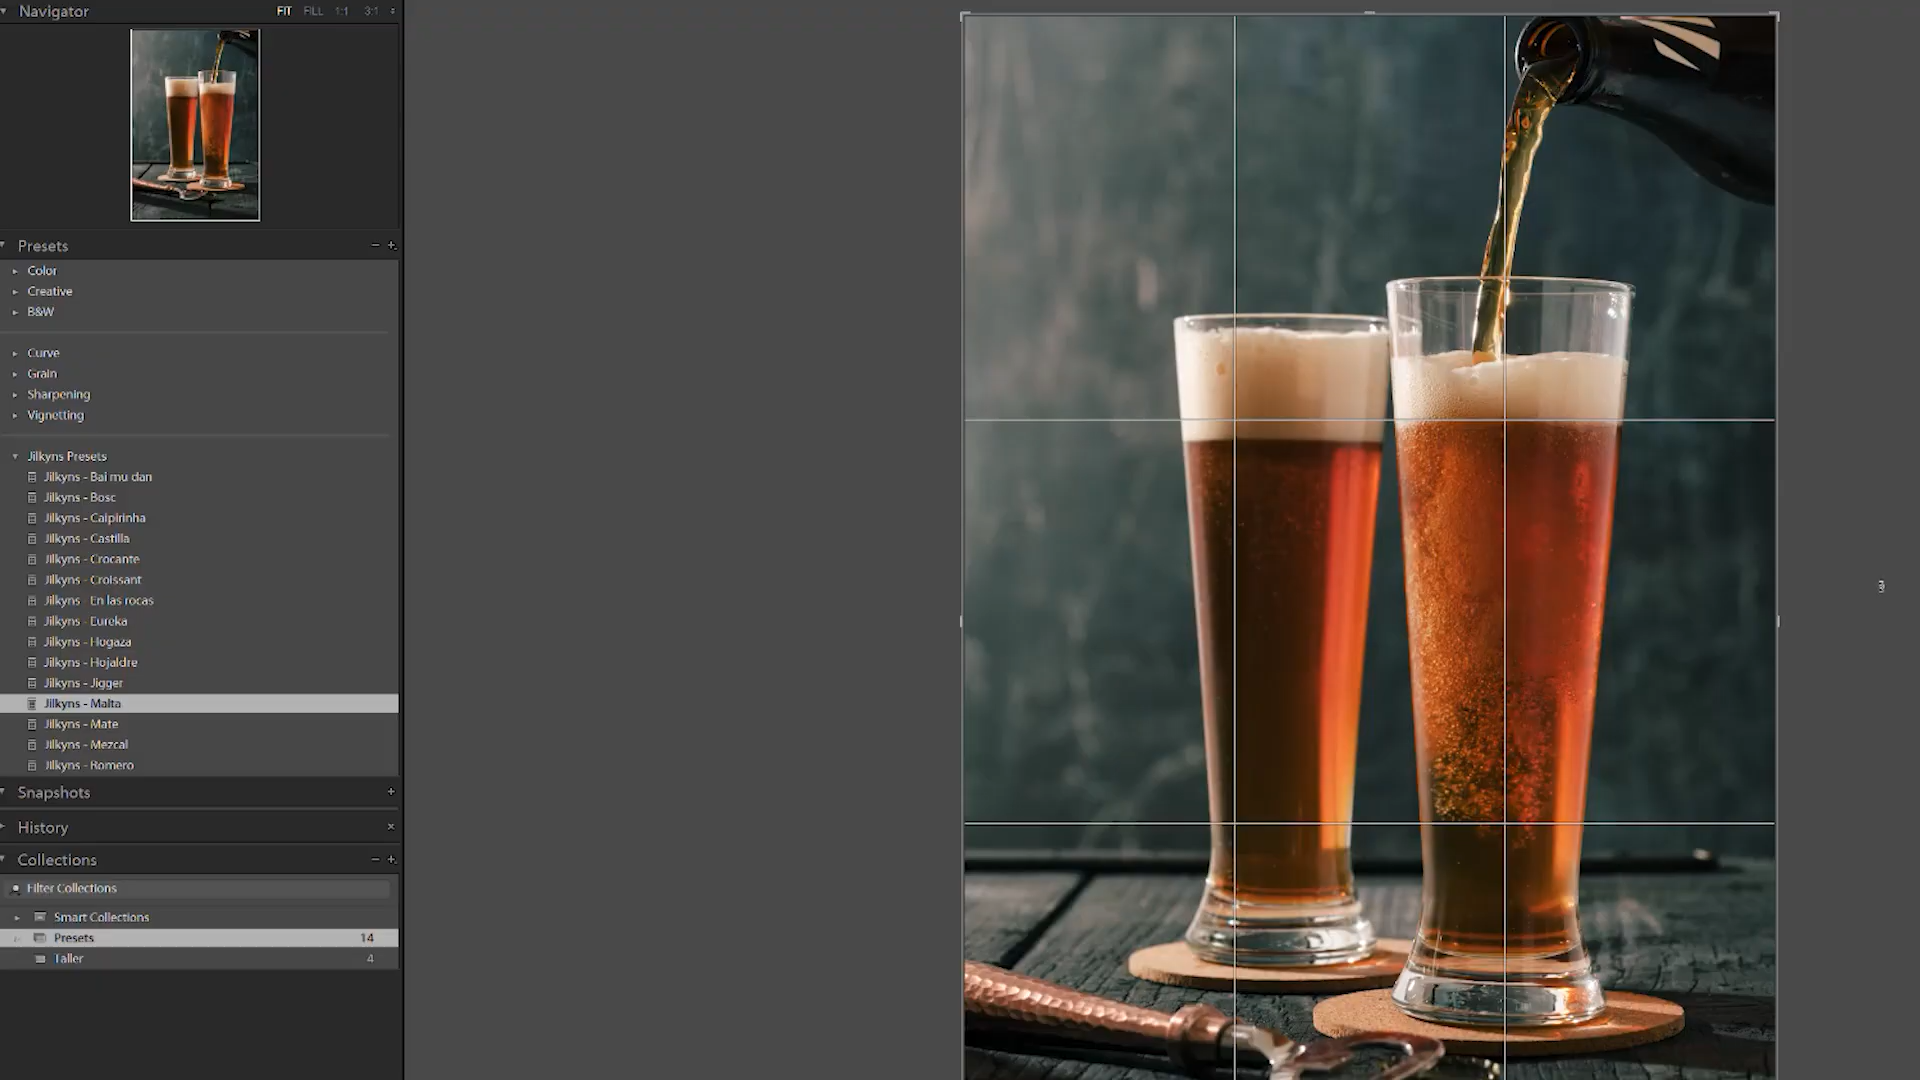 Navigator
FIT FILL 1:1 3:1
Presets
Color
Creative
B&W
Curve
Grain
Sharpening
Vignetting
Jilkyns Presets
Jilkyns - Bai mu dan
Jilkyns - Bosc
Jilkyns - Caipirinha
Jilkyns - Castilla
Jilkyns - Crocante
Jilkyns - Croissant
Jilkyns - En las rocas
Jilkyns - Eureka
Jilkyns - Hogaza
Jilkyns - Hojaldre
Jilkyns - Jigger
Jilkyns - Malta
Jilkyns - Mate
Jilkyns - Mezcal
Jilkyns - Romero
Snapshots
History
Collections
Filter Collections
Smart Collections
Presets 14
Taller 4